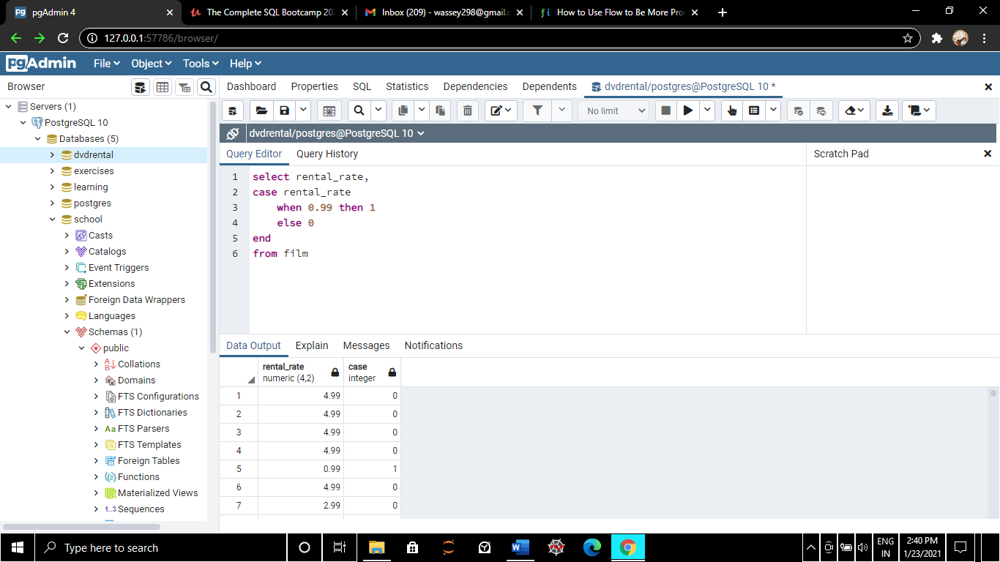 pgAdmin 4
The Complete SQL Bootcamp 202
Inbox (209) - wassey298@gmail.c
How to Use Flow to Be More Pro
127.0.0.1:57786/browser/
pgAdmin File Object Tools Help
Browser
Dashboard Properties SQL Statistics Dependencies Dependents dvdrental/postgres@PostgreSQL 10 *
No limit
dvdrental/postgres@PostgreSQL 10
Query Editor Query History
Scratch Pad
Servers (1)
PostgreSQL 10
Databases (5)
dvdrental
exercises
learning
postgres
school
Casts
Catalogs
Event Triggers
Extensions
Foreign Data Wrappers
Languages
Schemas (1)
public
Collations
Domains
FTS Configurations
FTS Dictionaries
Aa FTS Parsers
FTS Templates
Foreign Tables
Functions
Materialized Views
1..3 Sequences
1 select rental_rate,
2 case rental_rate
3 when 0.99 then 1
4 else 0
5 end
6 from film
Data Output Explain Messages Notifications
rental_rate case
numeric (4,2) integer
1 4.99 0
2 4.99 0
3 4.99 0
4 4.99 0
5 0.99 1
6 4.99 0
7 2.99 0
Type here to search
ENG
IN
2:40 PM
1/23/2021